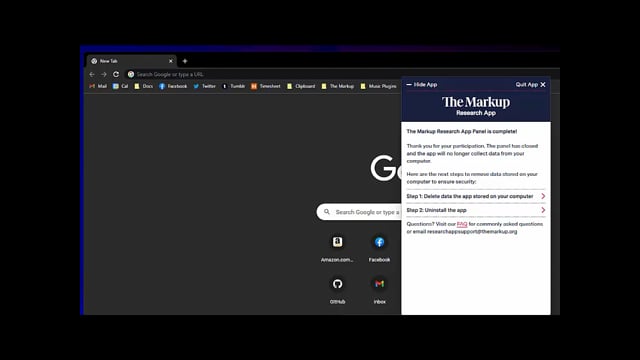 New Tab
Search Google or type a URL
Mail Cal Docs Facebook Twitter Tumblr Timesheet Clipboard The Markup Music Plugins
Hide App Quit App
The Markup
Research App
The Markup Research App Panel is complete!
Thank you for your participation. The panel has closed
and the app will no longer collect data from your
computer.
Here are the next steps to remove data stored on your
computer to ensure security:
Step 1: Delete data the app stored on your computer
Step 2: Uninstall the app
Questions? Visit our FAQ for commonly asked questions
or email researchappsupport@themarkup.org
Go
Search Google or type a
Amazon.com... Facebook
GitHub Inbox